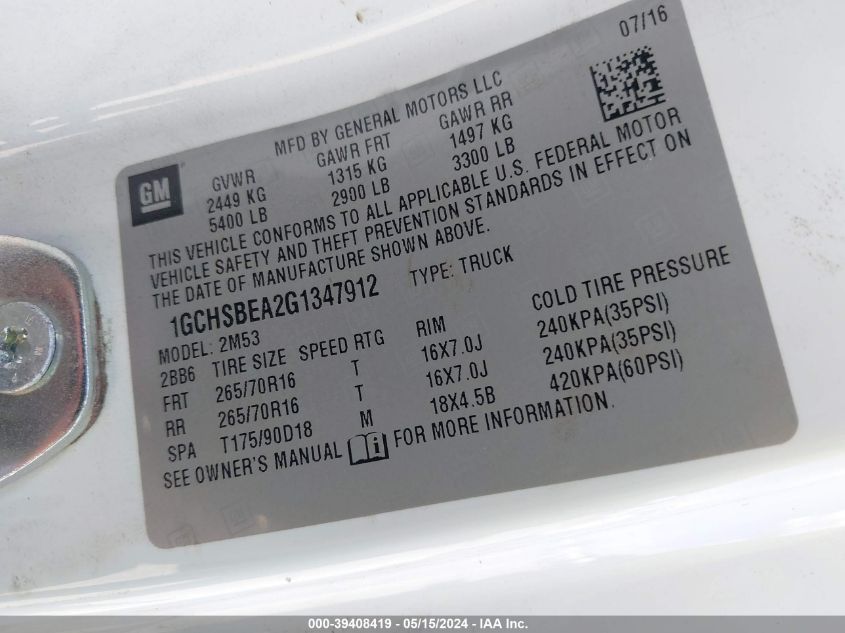 07/16
MFD BY GENERAL MOTORS LLC
GM
GVWR GAWR FRT GAWR RR
2449 KG 1315 KG 1497 KG
5400 LB 2900 LB 3300 LB
THIS VEHICLE CONFORMS TO ALL APPLICABLE U.S. FEDERAL MOTOR
VEHICLE SAFETY AND THEFT PREVENTION STANDARDS IN EFFECT ON
THE DATE OF MANUFACTURE SHOWN ABOVE.
1GCHSBEA2G1347912 TYPE: TRUCK
MODEL: 2M53
2BB6 TIRE SIZE SPEED RTG RIM COLD TIRE PRESSURE
FRT 265/70R16 T 16X7.0J 240KPA(35PSI)
RR 265/70R16 T 16X7.0J 240KPA(35PSI)
SPA T175/90D18 M 18X4.5B 420KPA(60PSI)
SEE OWNER'S MANUAL FOR MORE INFORMATION.
000-39408419 - 05/15/2024 - IAA Inc.